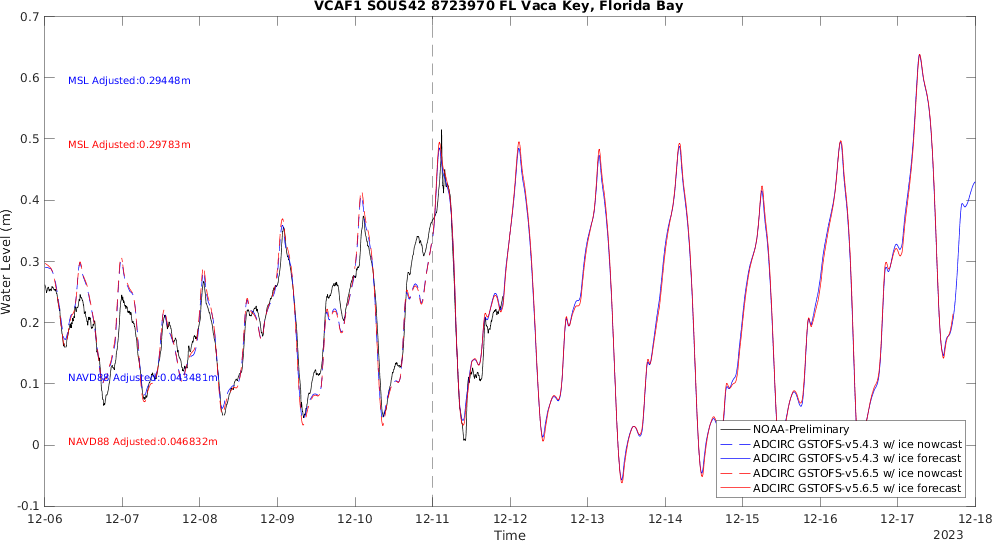 VCAF1 SOUS42 8723970 FL Vaca Key, Florida Bay
0.7
0.6
0.5
0.4
0.3
0.2
0.1
0
-0.1
Water Level (m)
MSL Adjusted:0.29448m
MSL Adjusted:0.29783m
NAVD88 Adjusted:0.043481m
NAVD88 Adjusted:0.046832m
NOAA-Preliminary
ADCIRC GSTOFS-v5.4.3 w/ ice nowcast
ADCIRC GSTOFS-v5.4.3 w/ ice forecast
ADCIRC GSTOFS-v5.6.5 w/ ice nowcast
ADCIRC GSTOFS-v5.6.5 w/ ice forecast
12-06 12-07 12-08 12-09 12-10 12-11 12-12 12-13 12-14 12-15 12-16 12-17 12-18
Time
2023